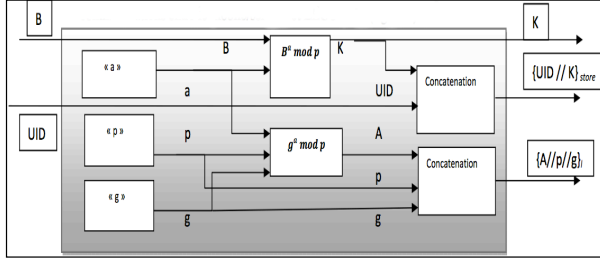 B
K
B
B^a mod p
K
« a »
Concatenation
{UID // K}store
a
UID
UID
« p »
p
g^a mod p
A
Concatenation
{A//p//g}i
p
« g »
g
g